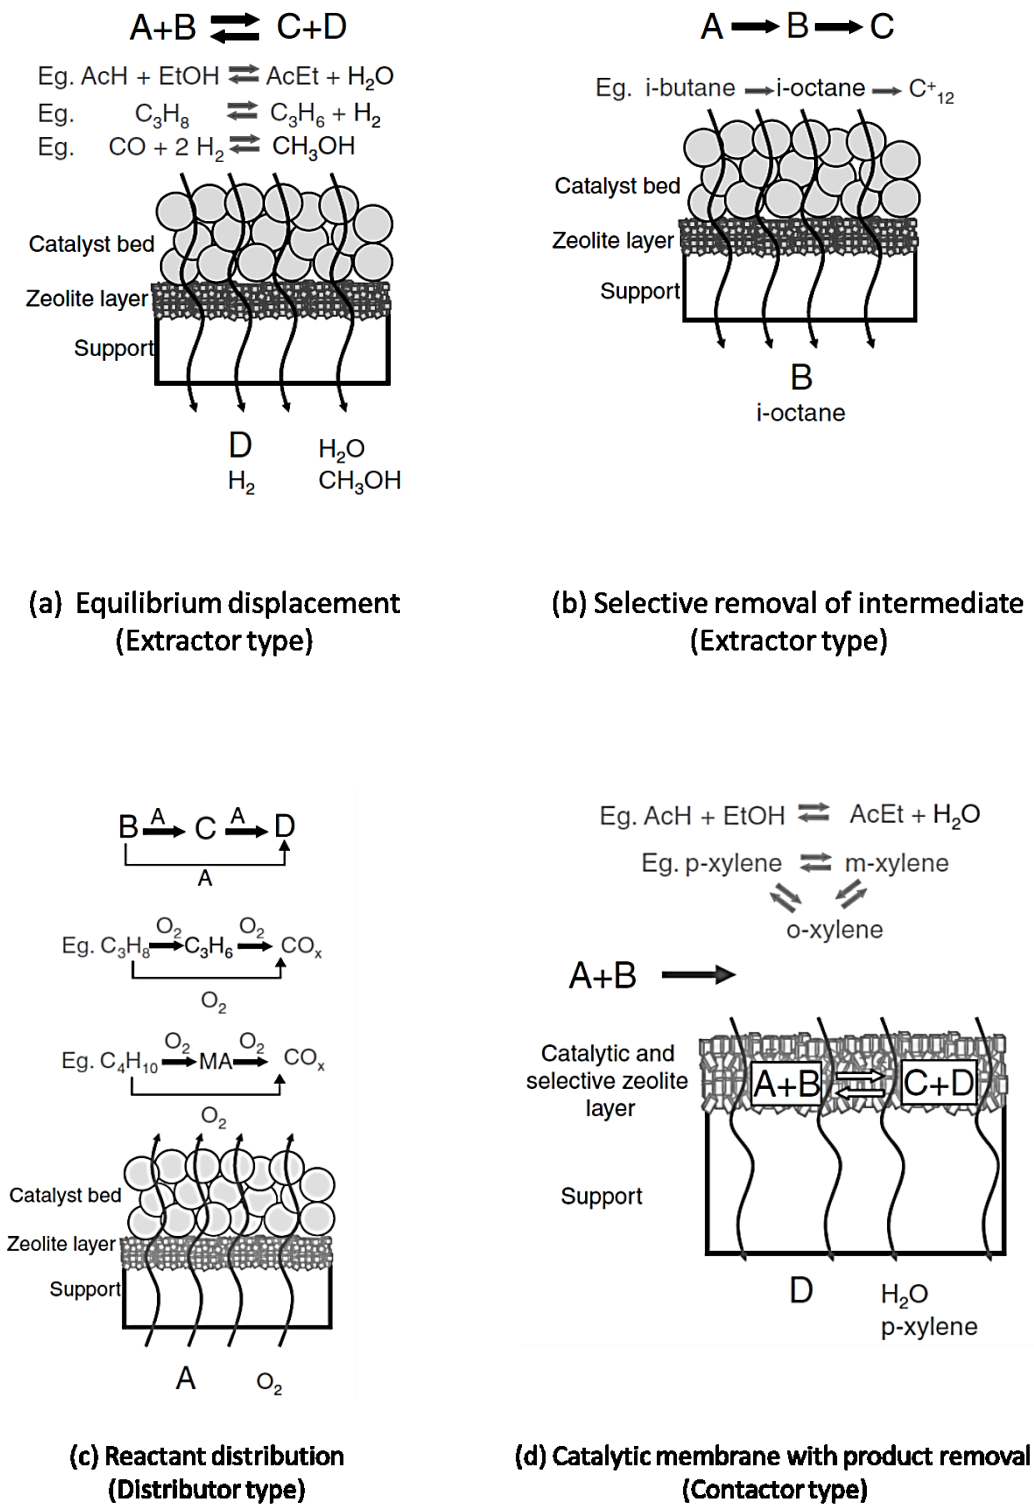 A+B ⇌ C+D
Eg. AcH + EtOH ⇌ AcEt + H₂O
Eg. C₃H₈ ⇌ C₃H₆ + H₂
Eg. CO + 2 H₂ ⇌ CH₃OH
Catalyst bed
Zeolite layer
Support
D H₂O
H₂ CH₃OH
(a) Equilibrium displacement
(Extractor type)
A → B → C
Eg. i-butane → i-octane → C⁺₁₂
Catalyst bed
Zeolite layer
Support
B
i-octane
(b) Selective removal of intermediate
(Extractor type)
A A
B → C → D
A
O₂ O₂
Eg. C₃H₈ → C₃H₆ → COₓ
O₂
O₂ O₂
Eg. C₄H₁₀ → MA → COₓ
O₂
Catalyst bed
Zeolite layer
Support
A O₂
(c) Reactant distribution
(Distributor type)
Eg. AcH + EtOH ⇌ AcEt + H₂O
Eg. p-xylene ⇌ m-xylene
o-xylene
A+B →
Catalytic and
selective zeolite
layer
A+B ⇌ C+D
Support
D H₂O
p-xylene
(d) Catalytic membrane with product removal
(Contactor type)